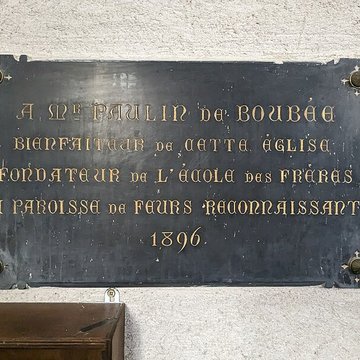 A Mr PAULIN de BOUBÉE
BIENFAITEUR de CETTE ÉGLISE
FONDATEUR de L'ÉCOLE des FRÈRES
PAROISSE de FEURS RECONNAISSANT
1896